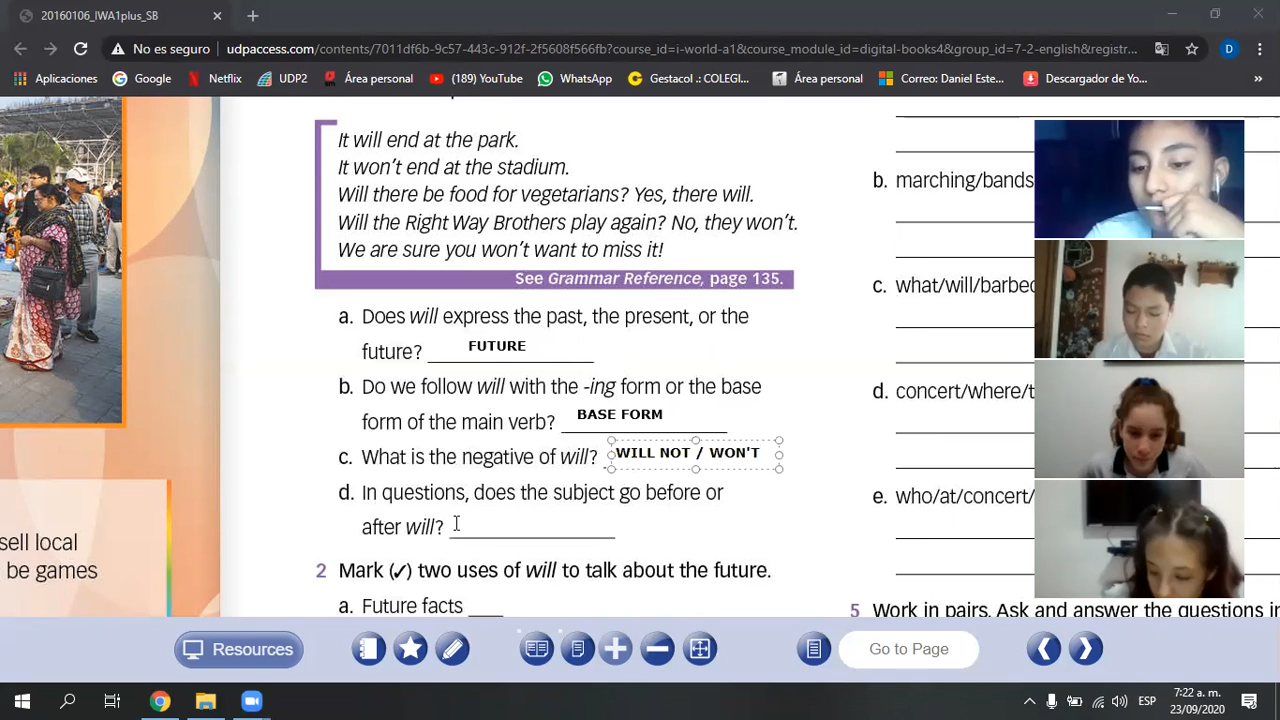 20160106_IWA1plus_SB
No es seguro
udpaccess.com/contents/7011df6b-9c57-443c-912f-2f5608f566fb?course_id=i-world-a1&course_module_id=digital-books4&group_id=7-2-english&registr...
D
Aplicaciones
Google
Netflix
UDP2
Área personal
(189) YouTube
WhatsApp
Gestacol .: COLEGI...
Área personal
Correo: Daniel Este...
Descargador de Yo...
»
It will end at the park.
It won't end at the stadium.
Will there be food for vegetarians? Yes, there will.
Will the Right Way Brothers play again? No, they won't.
We are sure you won't want to miss it!
See Grammar Reference, page 135.
a. Does will express the past, the present, or the
future? FUTURE
b. Do we follow will with the -ing form or the base
form of the main verb? BASE FORM
c. What is the negative of will? WILL NOT / WON'T
d. In questions, does the subject go before or
after will?
2 Mark (✓) two uses of will to talk about the future.
a. Future facts
sell local
be games
b. marching/bands
c. what/will/barbec
d. concert/where/t
e. who/at/concert/
5 Work in pairs. Ask and answer the questions in
Resources
Go to Page
ESP
7:22 a. m.
23/09/2020